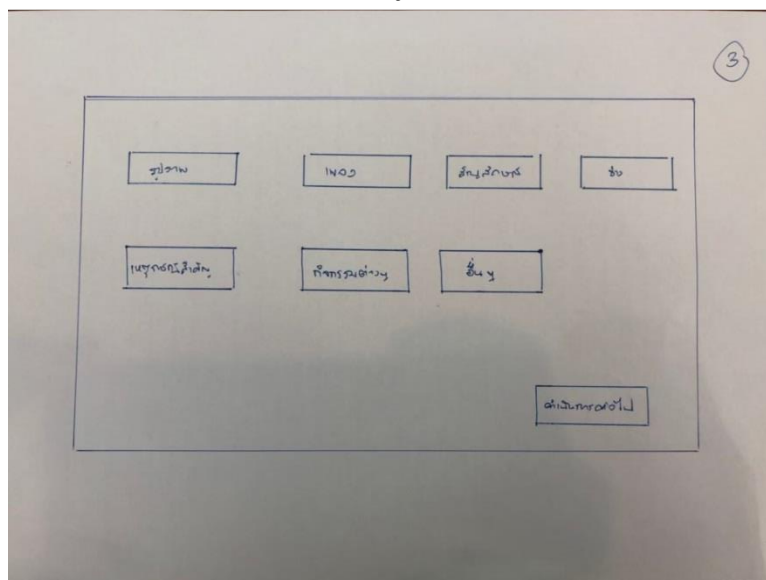 3
รูปภาพ
เพลง
สัญลักษณ์
เหตุการณ์สำคัญ
กิจกรรมต่างๆ
อื่น ๆ
ดำเนินการต่อไป